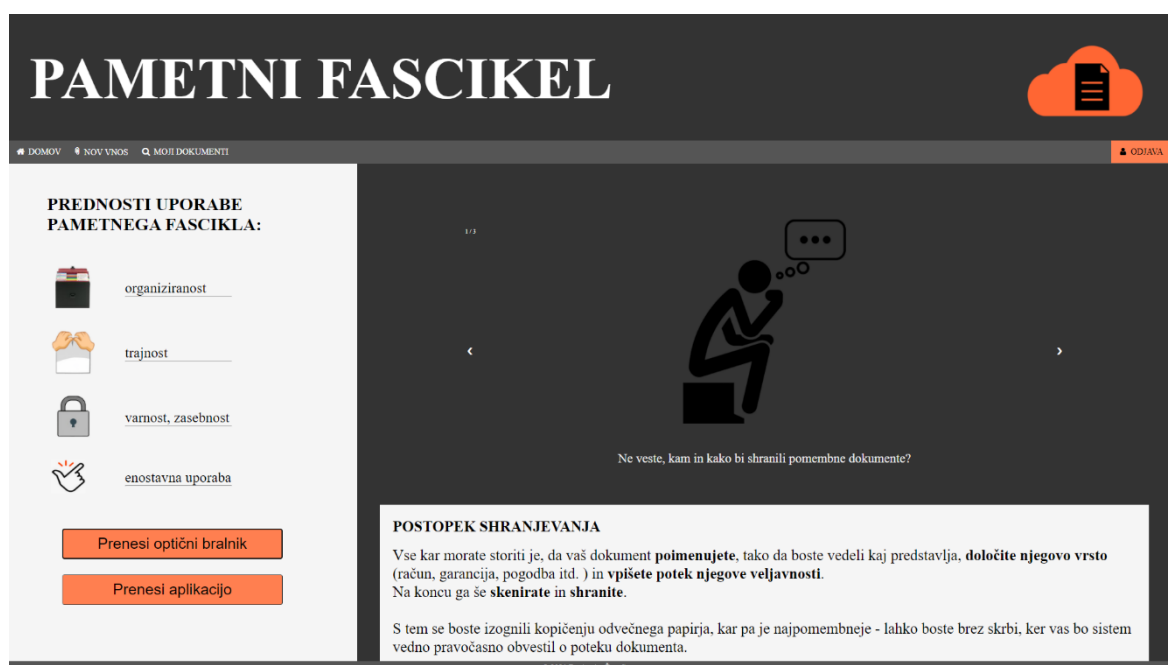 PAMETNI FASCIKEL
DOMOV NOV VNOS MOJI DOKUMENTI
ODJAVA
PREDNOSTI UPORABE
PAMETNEGA FASCIKLA:
organiziranost
trajnost
varnost, zasebnost
enostavna uporaba
Prenesi optični bralnik
Prenesi aplikacijo
1 / 3
Ne veste, kam in kako bi shranili pomembne dokumente?
POSTOPEK SHRANJEVANJA
Vse kar morate storiti je, da vaš dokument poimenujete, tako da boste vedeli kaj predstavlja, določite njegovo vrsto
(račun, garancija, pogodba itd. ) in vpišete potek njegove veljavnosti.
Na koncu ga še skenirate in shranite.
S tem se boste izognili kopičenju odvečnega papirja, kar pa je najpomembneje - lahko boste brez skrbi, ker vas bo sistem
vedno pravočasno obvestil o poteku dokumenta.